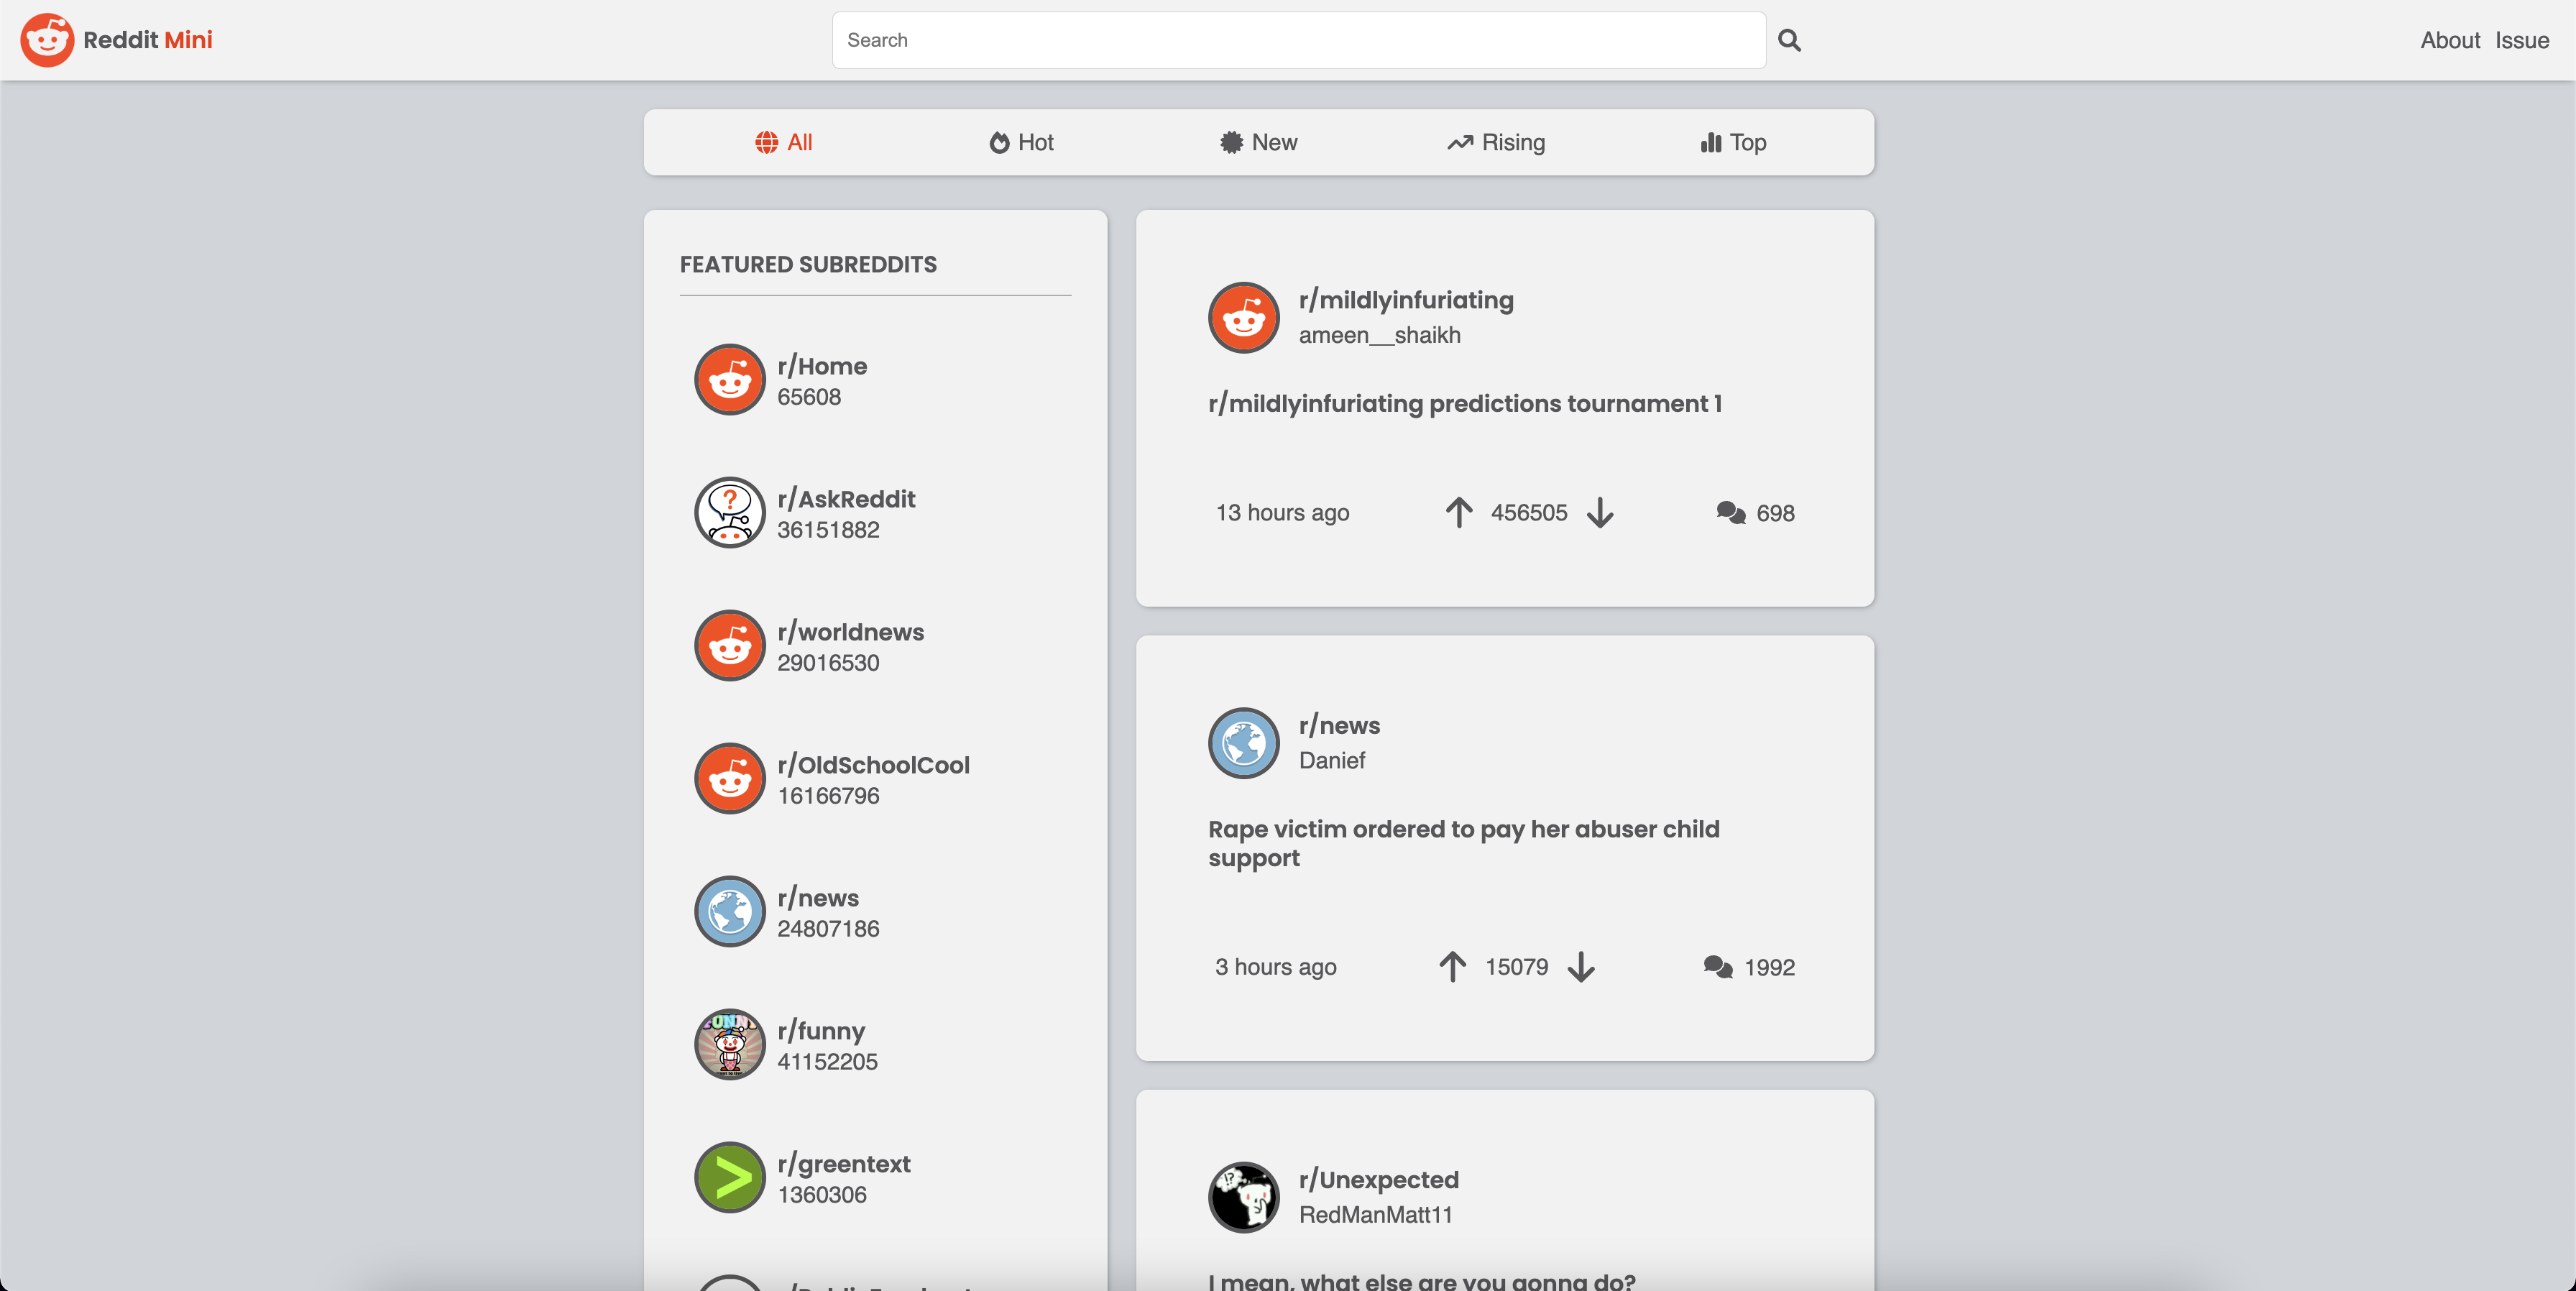 Reddit Mini
Search
About Issue
All Hot New Rising Top
FEATURED SUBREDDITS
r/Home
65608
r/AskReddit
36151882
r/worldnews
29016530
r/OldSchoolCool
16166796
r/news
24807186
r/funny
41152205
r/greentext
1360306
r/mildlyinfuriating
ameen__shaikh
r/mildlyinfuriating predictions tournament 1
13 hours ago 456505 698
r/news
Danief
Rape victim ordered to pay her abuser child
support
3 hours ago 15079 1992
r/Unexpected
RedManMatt11
I mean, what else are you gonna do?